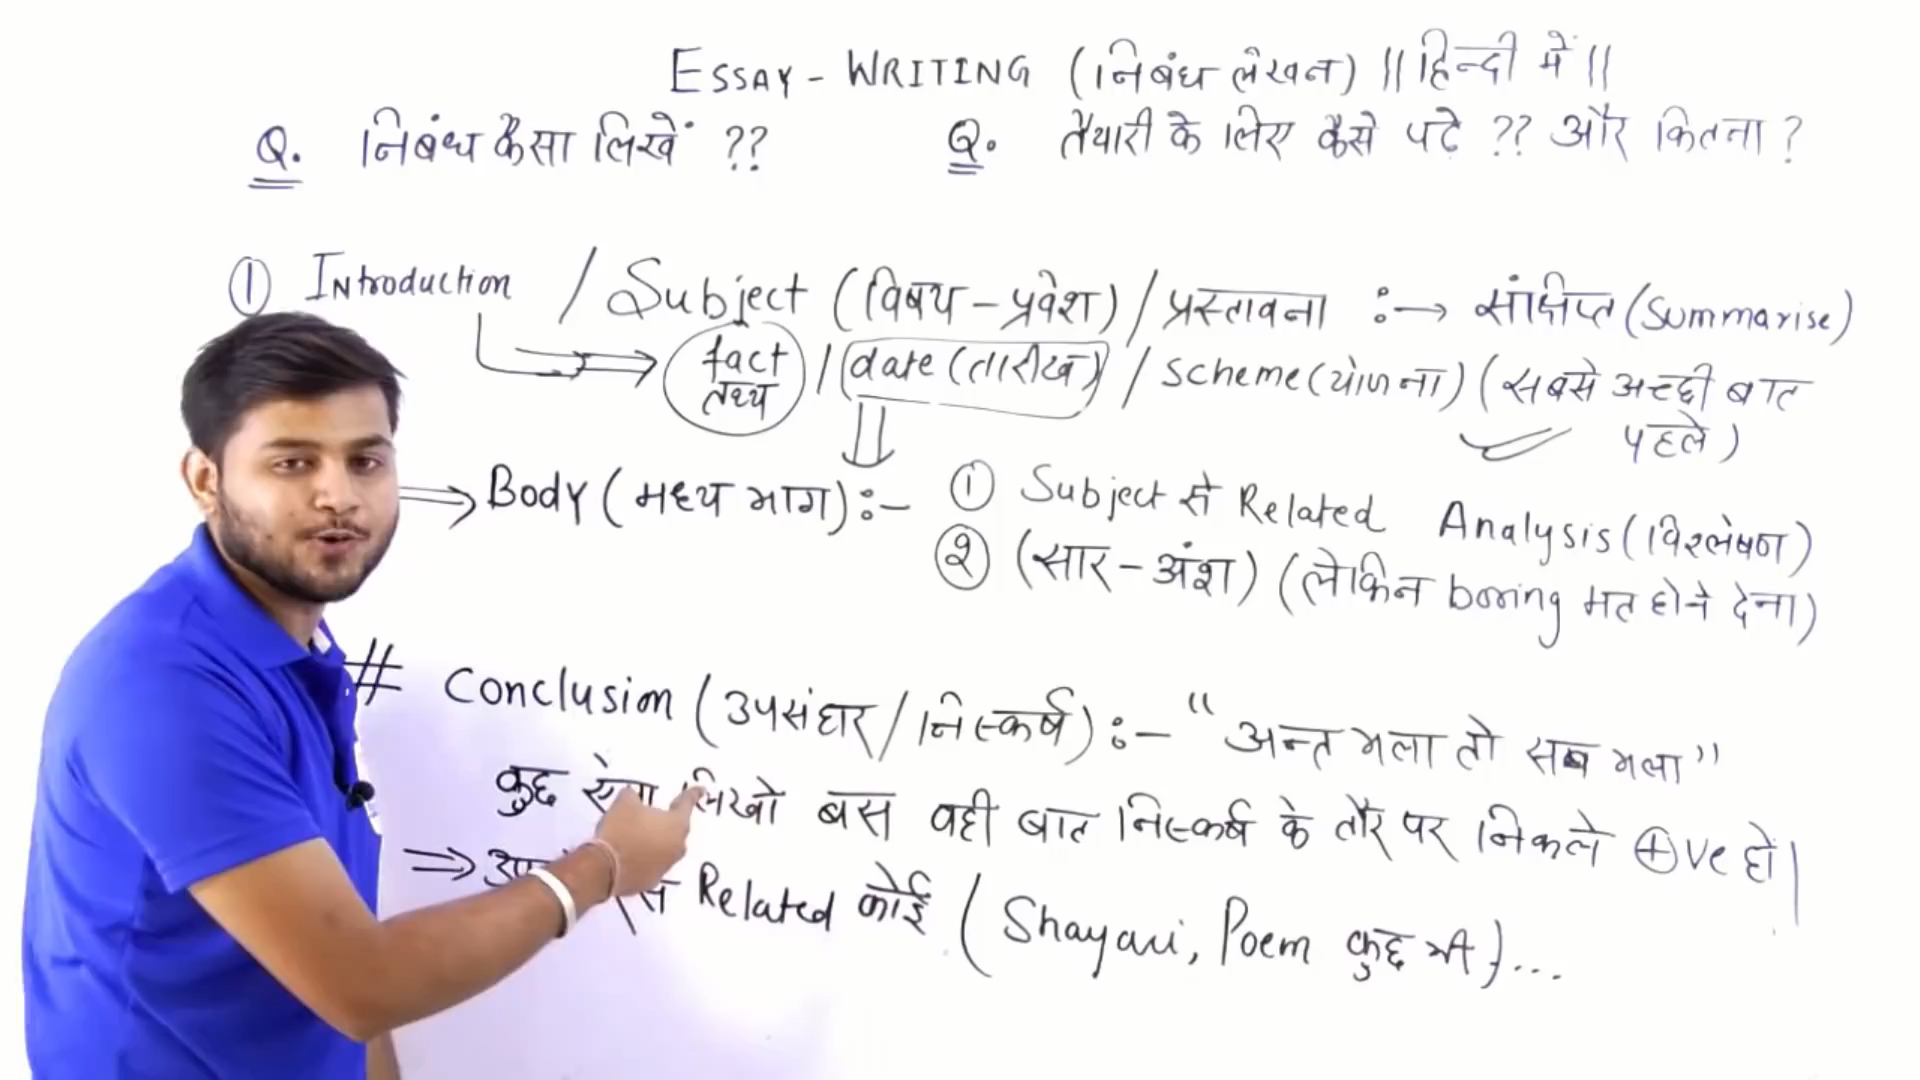 ESSAY - WRITING (निबंध लेखन) || हिन्दी में ||
Q. निबंध कैसा लिखें ?? Q. तैयारी के लिए कैसे पढे ?? और कितना ?
① Introduction / Subject (विषय - प्रवेश) / प्रस्तावना :→ संक्षिप्त (Summarise)
fact तथ्य / date (तारीख) / Scheme (योजना) (सबसे अच्छी बात
पहले)
⇒ Body (मध्य भाग) :- ① Subject से Related Analysis (विश्लेषण)
② (सार - अंश) (लेकिन boring मत होने देना)
# Conclusion (उपसंहार / निष्कर्ष) :- "अन्त भला तो सब भला"
कुछ लिखो बस वही बात निष्कर्ष के तौर पर निकले ⊕ve हो|
⇒ Related कोई (Shayari, Poem कुछ भी)...